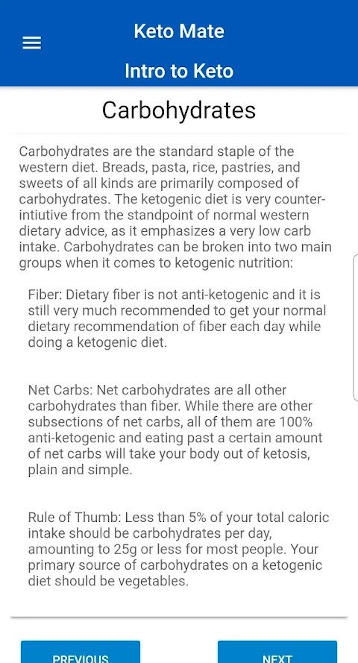 Keto Mate
Intro to Keto
Carbohydrates
Carbohydrates are the standard staple of the
western diet. Breads, pasta, rice, pastries, and
sweets of all kinds are primarily composed of
carbohydrates. The ketogenic diet is very counter-
intiutive from the standpoint of normal western
dietary advice, as it emphasizes a very low carb
intake. Carbohydrates can be broken into two main
groups when it comes to ketogenic nutrition:
Fiber: Dietary fiber is not anti-ketogenic and it is
still very much recommended to get your normal
dietary recommendation of fiber each day while
doing a ketogenic diet.
Net Carbs: Net carbohydrates are all other
carbohydrates than fiber. While there are other
subsections of net carbs, all of them are 100%
anti-ketogenic and eating past a certain amount
of net carbs will take your body out of ketosis,
plain and simple.
Rule of Thumb: Less than 5% of your total caloric
intake should be carbohydrates per day,
amounting to 25g or less for most people. Your
primary source of carbohydrates on a ketogenic
diet should be vegetables.
PREVIOUS
NEXT